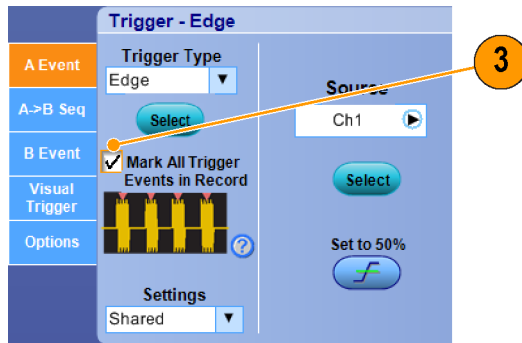 Trigger - Edge
A Event
A->B Seq
B Event
Visual
Trigger
Options
Trigger Type
Edge
Select
Mark All Trigger
Events in Record
?
Settings
Shared
Source
Ch1
Select
Set to 50%
3